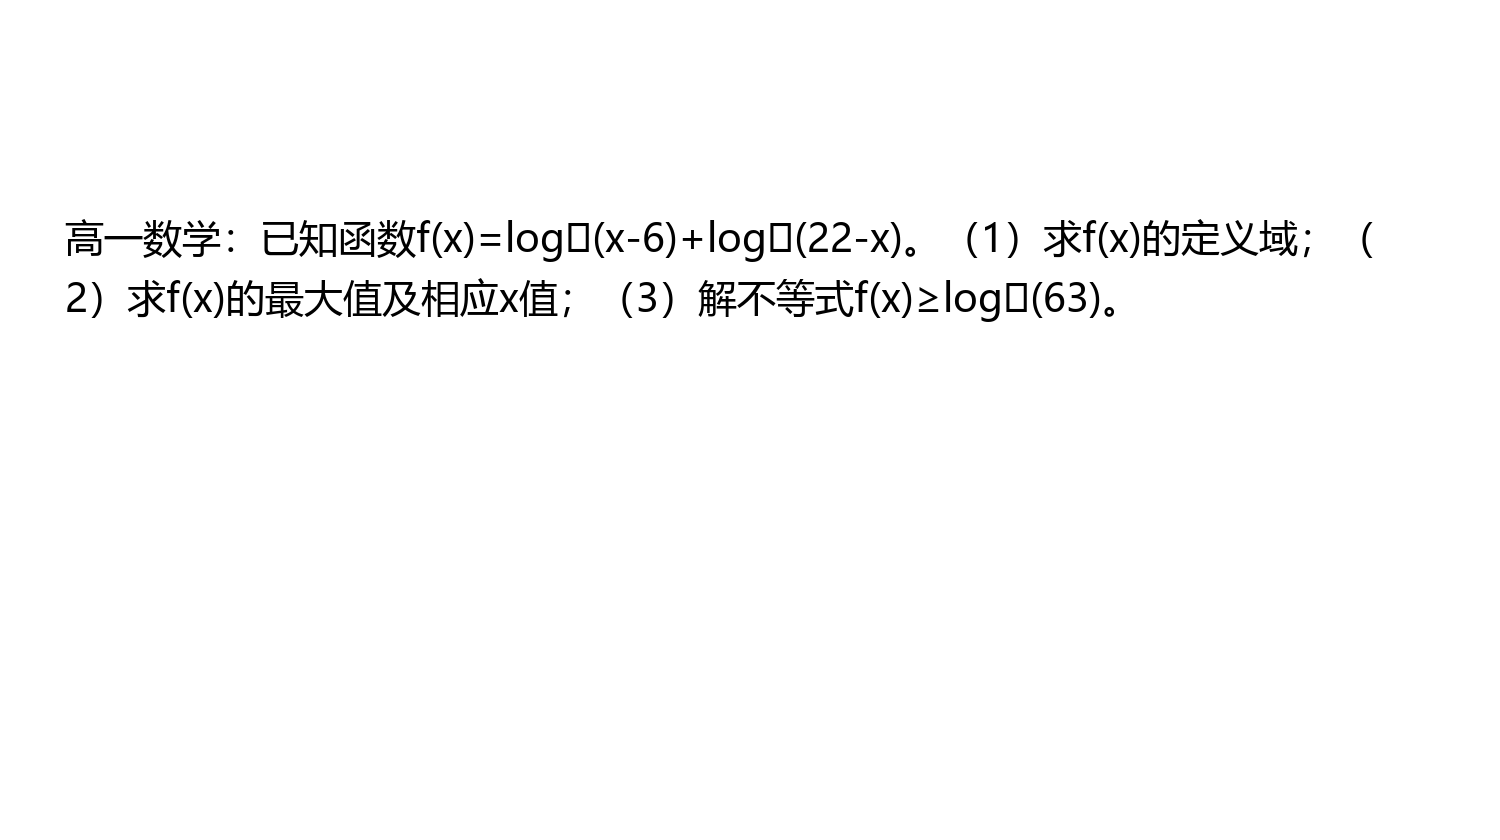 高一数学：已知函数f(x)=log▯(x-6)+log▯(22-x)。（1）求f(x)的定义域；（
2）求f(x)的最大值及相应x值；（3）解不等式f(x)≥log▯(63)。